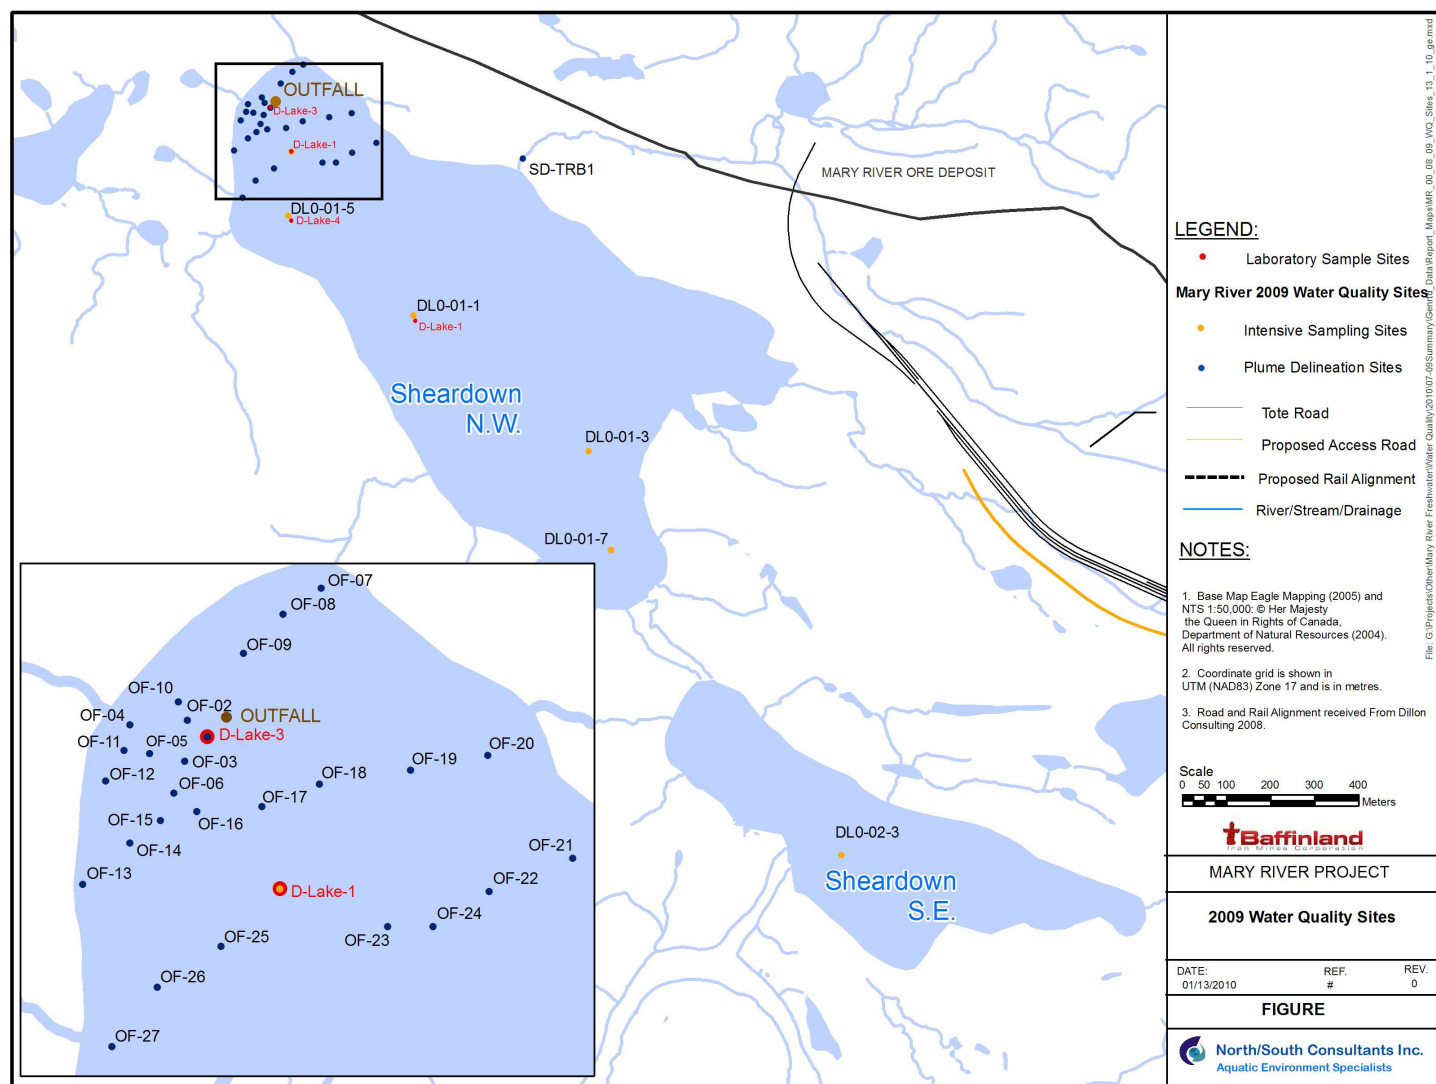 OUTFALL
D-Lake-3
D-Lake-1
SD-TRB1
MARY RIVER ORE DEPOSIT
DL0-01-5
D-Lake-4
DL0-01-1
D-Lake-1
Sheardown
N.W.
DL0-01-3
DL0-01-7
OF-07
OF-08
OF-09
OF-10
OF-02
OF-04
OUTFALL
D-Lake-3
OF-11
OF-05
OF-03
OF-20
OF-19
OF-12
OF-06
OF-18
OF-17
OF-15
OF-16
OF-14
OF-21
OF-13
D-Lake-1
OF-22
OF-24
OF-23
OF-25
OF-26
OF-27
DL0-02-3
Sheardown
S.E.
LEGEND:
Laboratory Sample Sites
Mary River 2009 Water Quality Sites
Intensive Sampling Sites
Plume Delineation Sites
Tote Road
Proposed Access Road
Proposed Rail Alignment
River/Stream/Drainage
NOTES:
1. Base Map Eagle Mapping (2005) and
NTS 1:50,000: © Her Majesty
the Queen in Rights of Canada,
Department of Natural Resources (2004).
All rights reserved.
2. Coordinate grid is shown in
UTM (NAD83) Zone 17 and is in metres.
3. Road and Rail Alignment received From Dillon
Consulting 2008.
Scale
0 50 100 200 300 400
Meters
Baffinland
Iron Mines Corporation
MARY RIVER PROJECT
2009 Water Quality Sites
DATE: REF. REV.
01/13/2010 # 0
FIGURE
North/South Consultants Inc.
Aquatic Environment Specialists